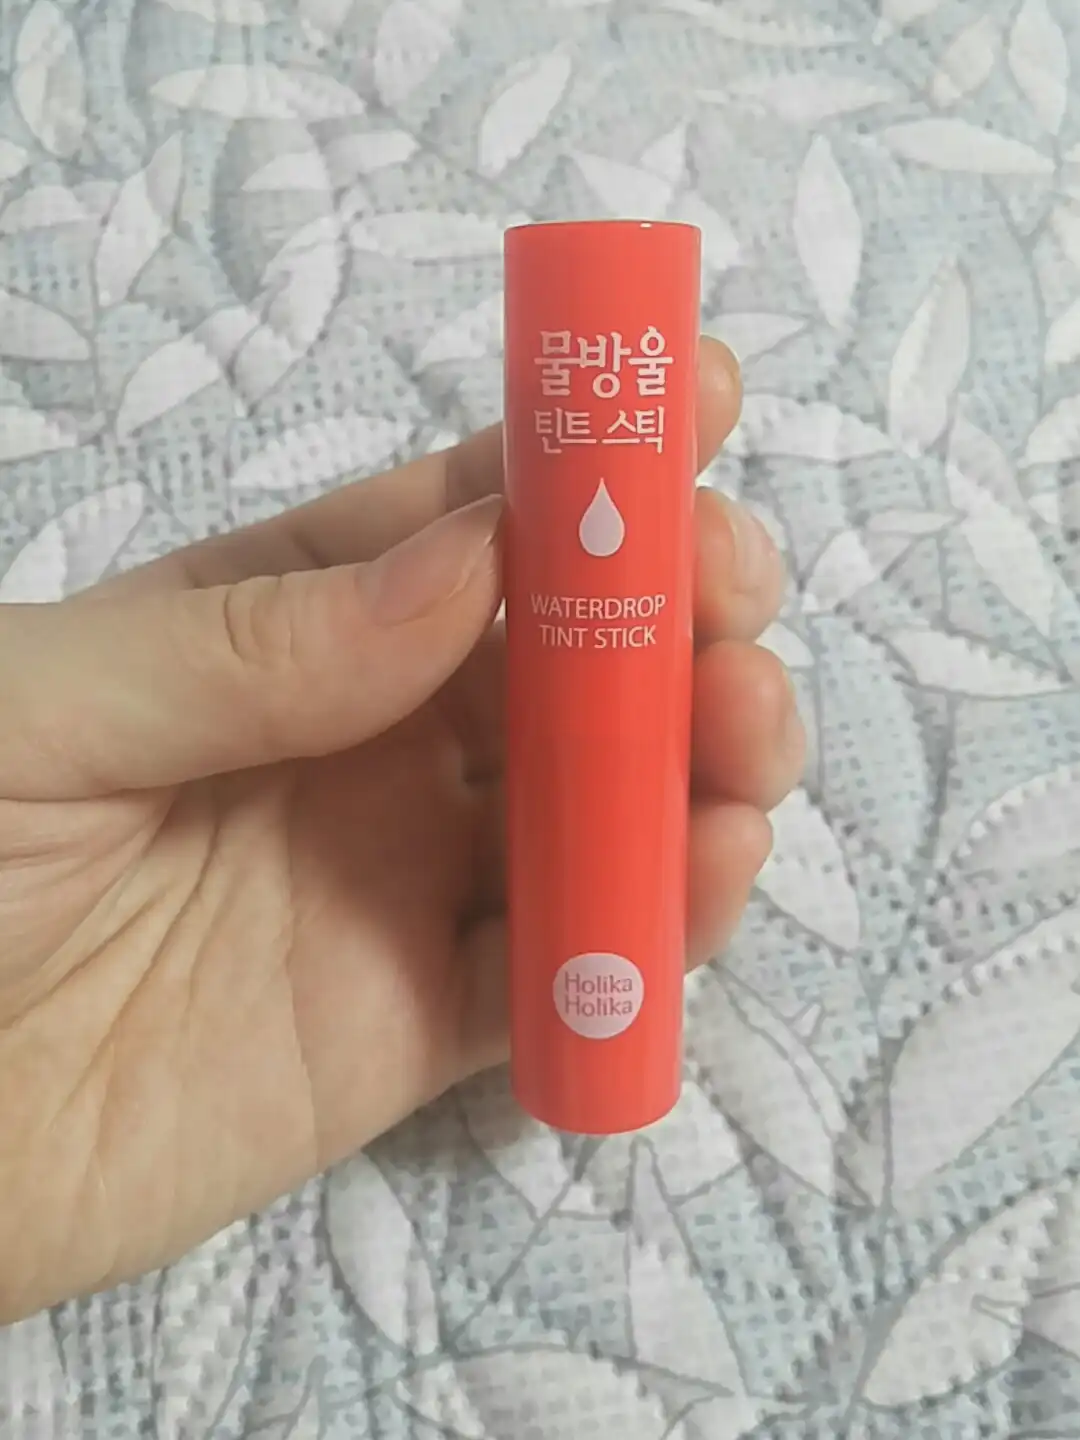 물방울
틴트 스틱
WATERDROP
TINT STICK
Holika
Holika